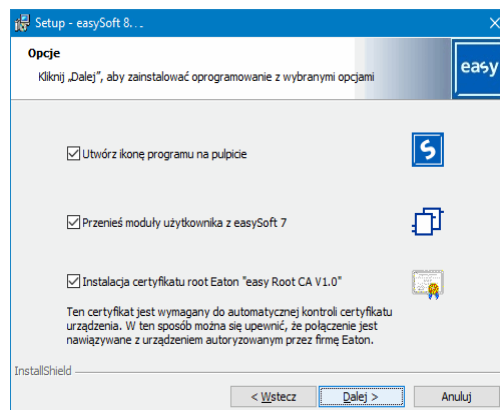 Setup - easySoft 8. . .
Opcje
Kliknij „Dalej”, aby zainstalować oprogramowanie z wybranymi opcjami
easy
Utwórz ikonę programu na pulpicie
Przenieś moduły użytkownika z easySoft 7
Instalacja certyfikatu root Eaton "easy Root CA V1.0"
Ten certyfikat jest wymagany do automatycznej kontroli certyfikatu
urządzenia. W ten sposób można się upewnić, że połączenie jest
nawiązywane z urządzeniem autoryzowanym przez firmę Eaton.
InstallShield
< Wstecz
Dalej >
Anuluj